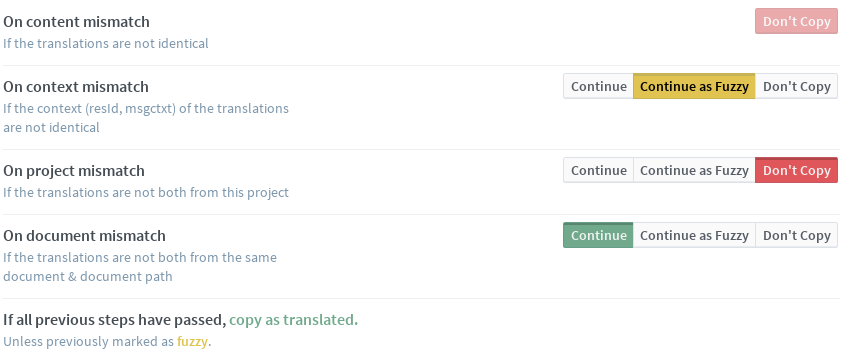 On content mismatch
Don't Copy
If the translations are not identical
On context mismatch
Continue
Continue as Fuzzy
Don't Copy
If the context (resId, msgctxt) of the translations
are not identical
On project mismatch
Continue
Continue as Fuzzy
Don't Copy
If the translations are not both from this project
On document mismatch
Continue
Continue as Fuzzy
Don't Copy
If the translations are not both from the same
document & document path
If all previous steps have passed, copy as translated.
Unless previously marked as fuzzy.